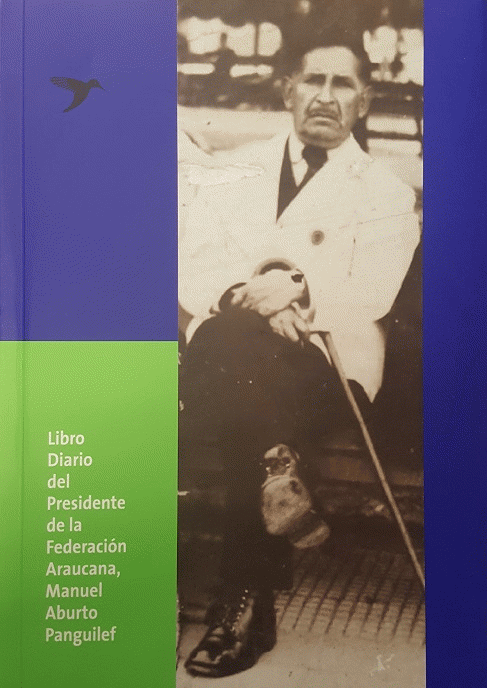 Libro
Diario
del
Presidente
de la
Federación
Araucana,
Manuel
Aburto
Panguilef